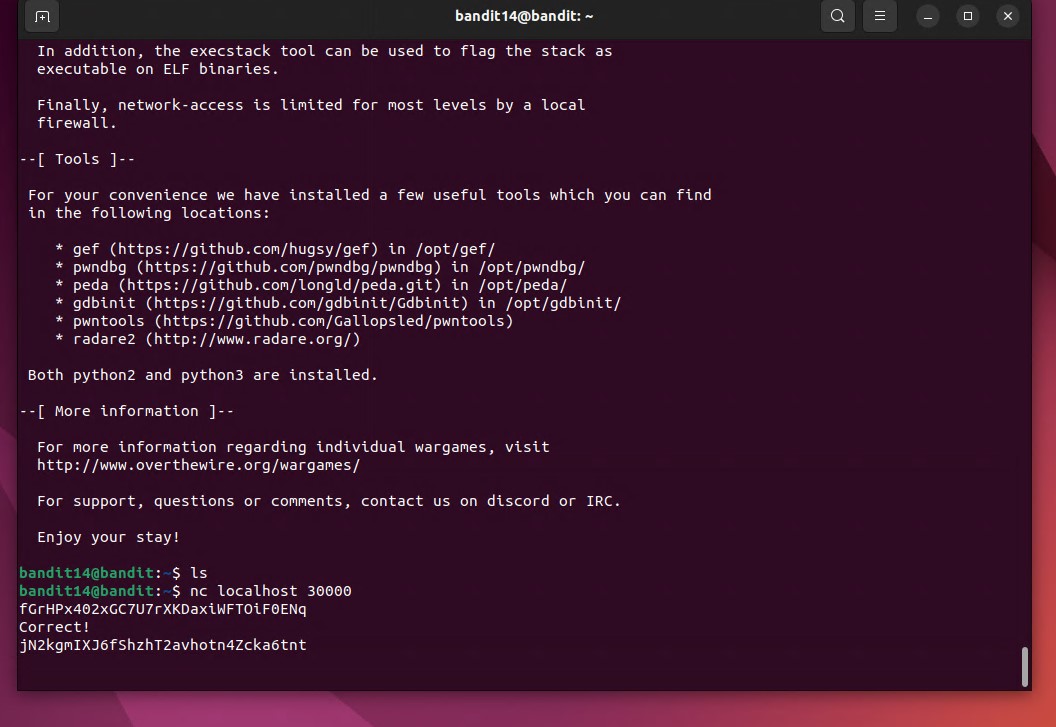 bandit14@bandit: ~
In addition, the execstack tool can be used to flag the stack as
executable on ELF binaries.
Finally, network-access is limited for most levels by a local
firewall.
--[ Tools ]--
For your convenience we have installed a few useful tools which you can find
in the following locations:
* gef (https://github.com/hugsy/gef) in /opt/gef/
* pwndbg (https://github.com/pwndbg/pwndbg) in /opt/pwndbg/
* peda (https://github.com/longld/peda.git) in /opt/peda/
* gdbinit (https://github.com/gdbinit/Gdbinit) in /opt/gdbinit/
* pwntools (https://github.com/Gallopsled/pwntools)
* radare2 (http://www.radare.org/)
Both python2 and python3 are installed.
--[ More information ]--
For more information regarding individual wargames, visit
http://www.overthewire.org/wargames/
For support, questions or comments, contact us on discord or IRC.
Enjoy your stay!
bandit14@bandit:~$ ls
bandit14@bandit:~$ nc localhost 30000
fGrHPx402xGC7U7rXKDaxiWFTOiF0ENq
Correct!
jN2kgmIXJ6fShzhT2avhotn4Zcka6tnt